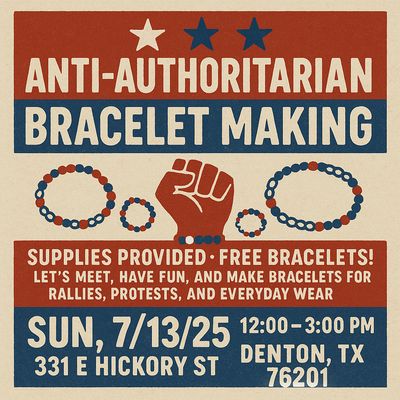 ANTI-AUTHORITARIAN
BRACELET MAKING
SUPPLIES PROVIDED · FREE BRACELETS!
LET'S MEET, HAVE FUN, AND MAKE BRACELETS FOR
RALLIES, PROTESTS, AND EVERYDAY WEAR
SUN, 7/13/25
331 E HICKORY ST
12:00 – 3:00 PM
DENTON, TX
76201